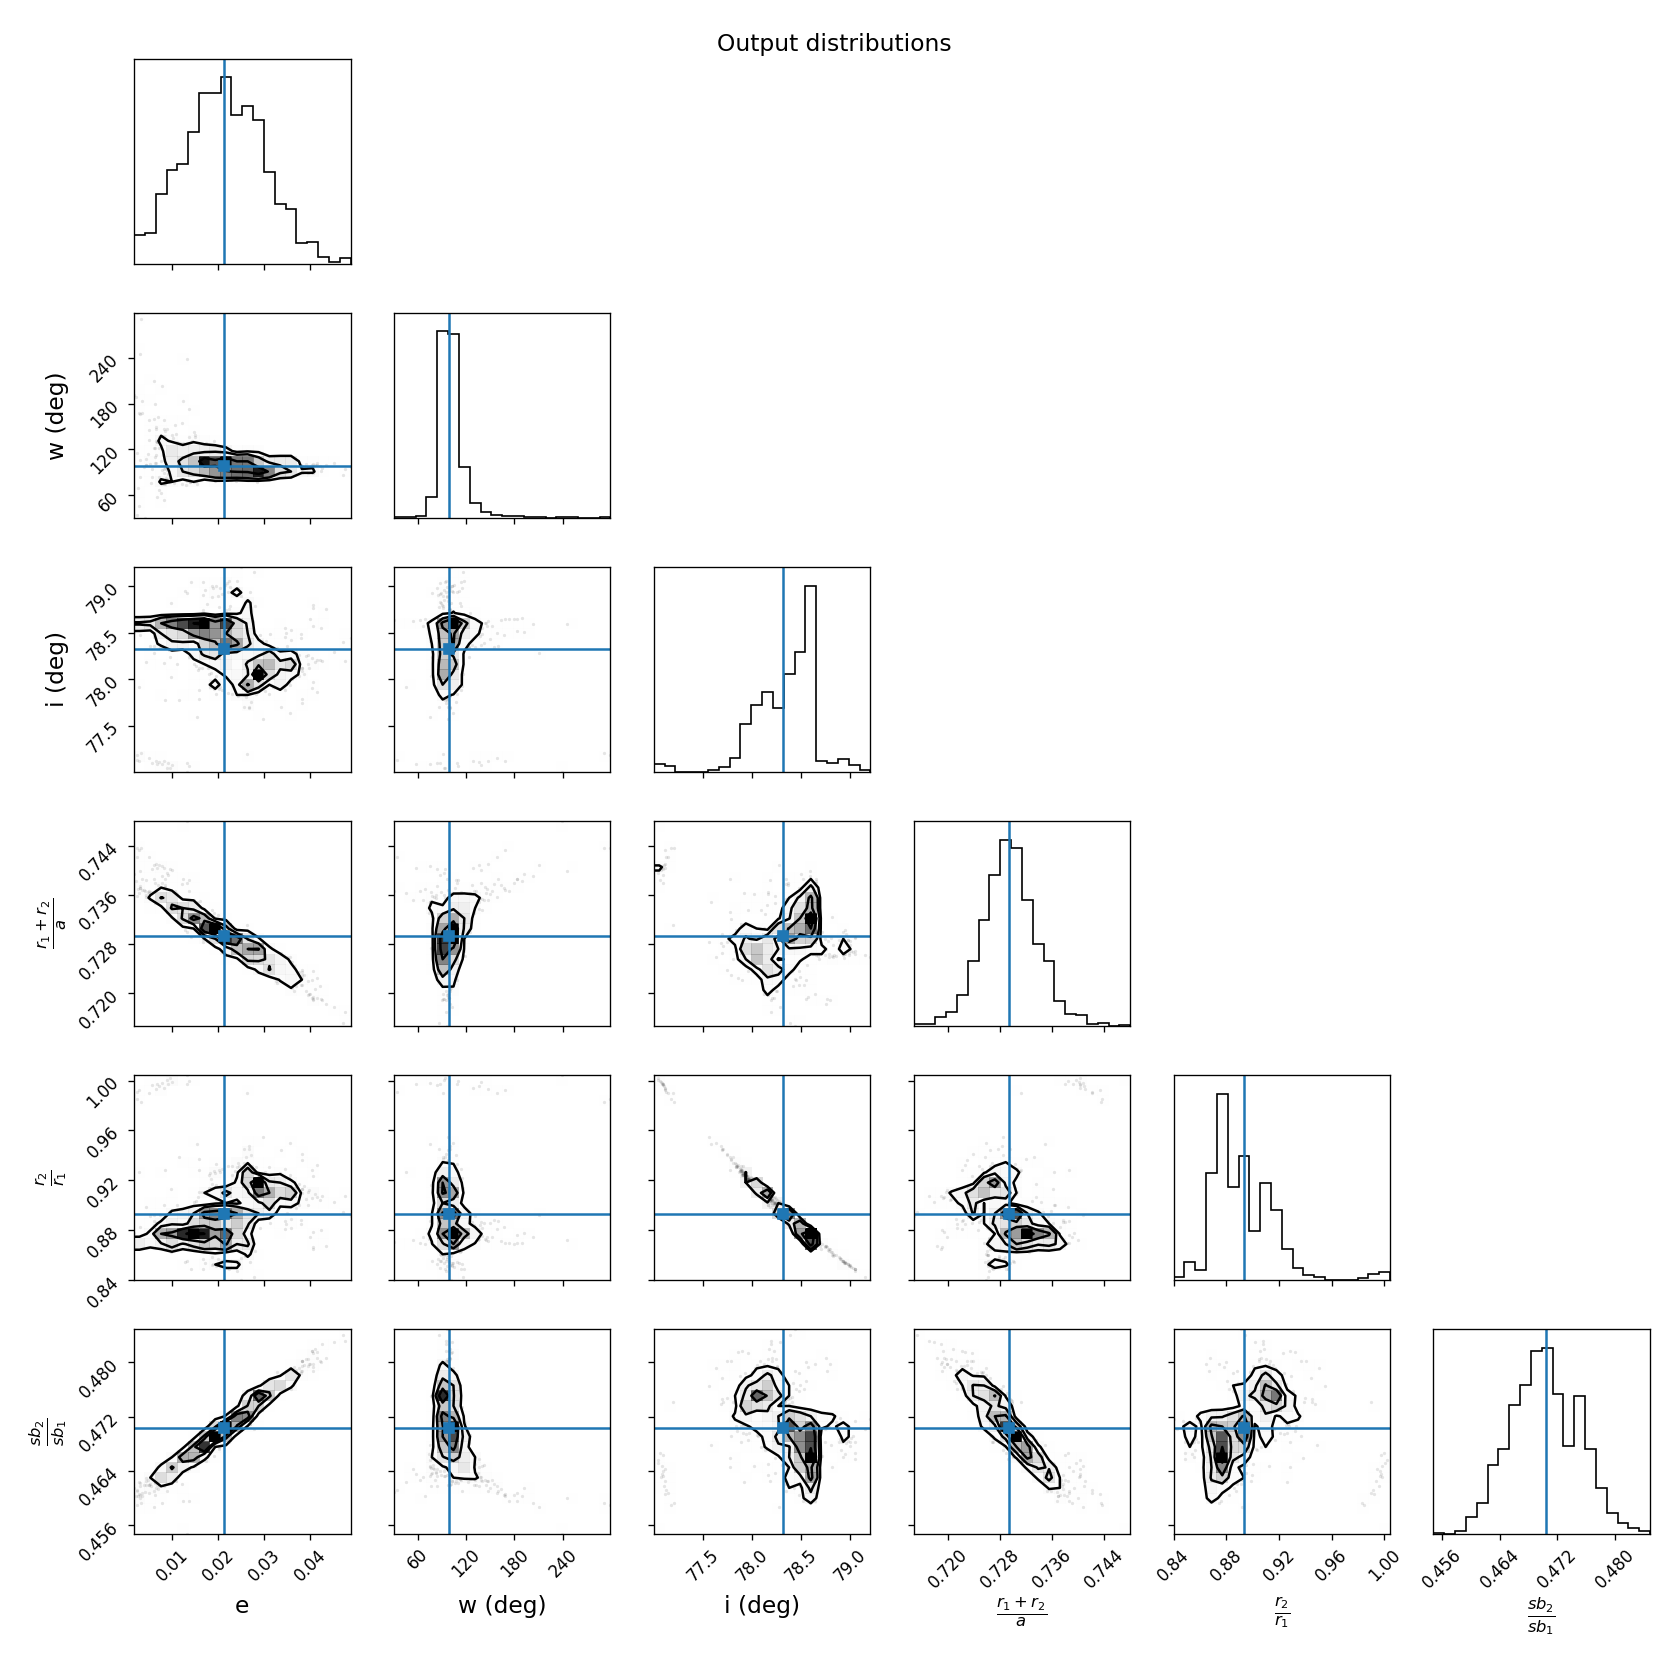 Output distributions
w (deg)
240
180
120
60
i (deg)
79.0
78.5
78.0
77.5
r₁ + r₂
a
0.744
0.736
0.728
0.720
r₂
r₁
1.00
0.96
0.92
0.88
0.84
sb₂
sb₁
0.480
0.472
0.464
0.456
0.01 0.02 0.03 0.04
60 120 180 240
77.5 78.0 78.5 79.0
0.720 0.728 0.736 0.744
0.84 0.88 0.92 0.96 1.00
0.456 0.464 0.472 0.480
e
w (deg)
i (deg)
r₁ + r₂
a
r₂
r₁
sb₂
sb₁